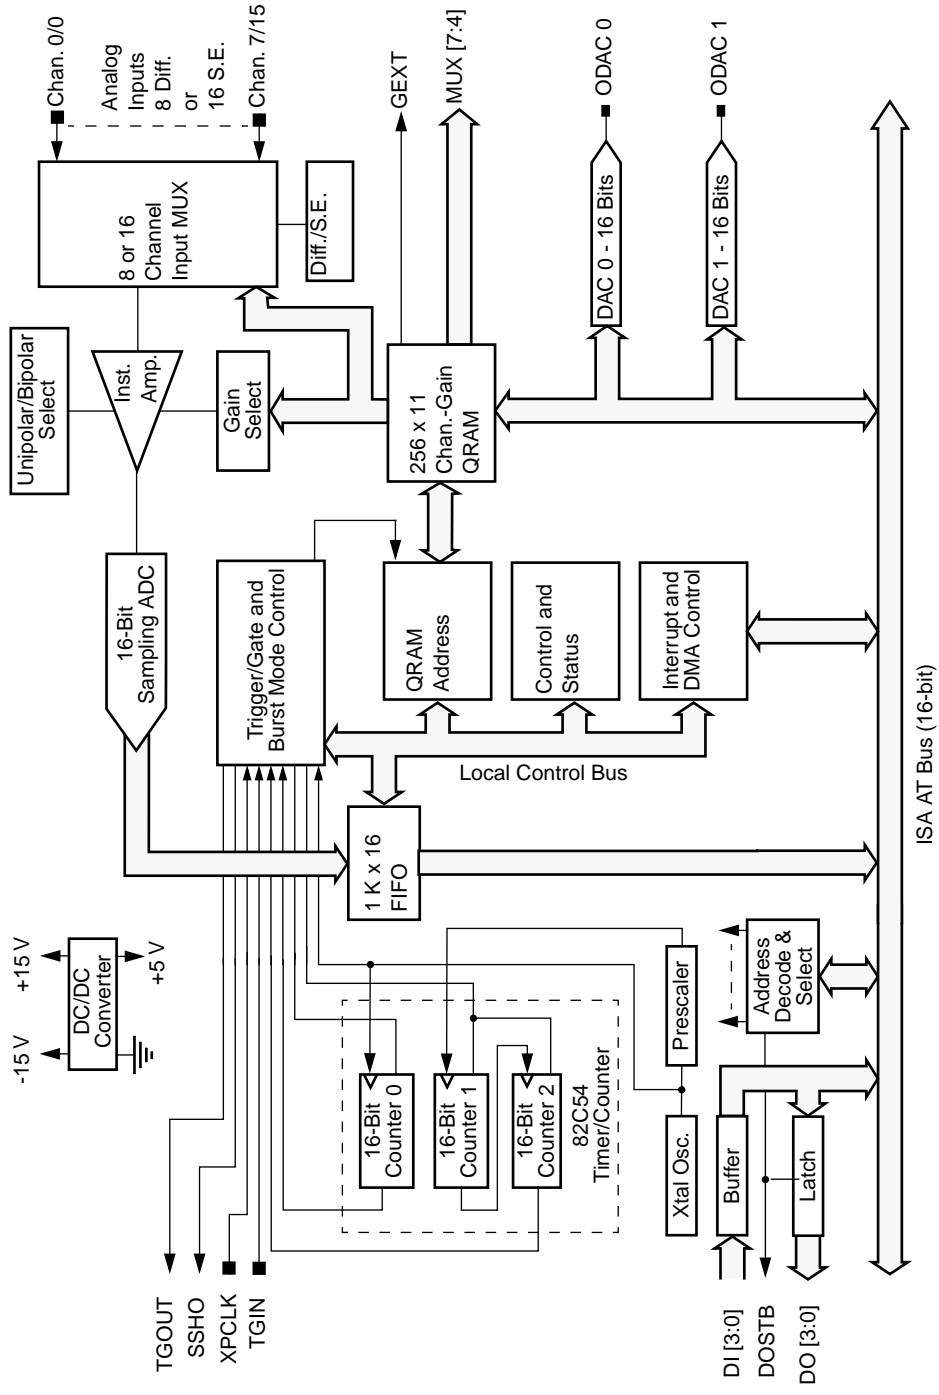 Chan. 0/0
Analog
Inputs
8 Diff.
or
16 S.E.
Chan. 7/15
8 or 16
Channel
Input MUX
Diff./S.E.
Unipolar/Bipolar
Select
Inst.
Amp.
Gain
Select
GEXT
MUX [7:4]
256 x 11
Chan.-Gain
QRAM
DAC 0 - 16 Bits
ODAC 0
DAC 1 - 16 Bits
ODAC 1
16-Bit
Sampling ADC
Trigger/Gate and
Burst Mode Control
QRAM
Address
Control and
Status
Interrupt and
DMA Control
Local Control Bus
1 K x 16
FIFO
ISA AT Bus (16-bit)
-15 V
+15 V
DC/DC
Converter
+5 V
16-Bit
Counter 0
16-Bit
Counter 1
16-Bit
Counter 2
82C54
Timer/Counter
Xtal Osc.
Prescaler
Address
Decode &
Select
Buffer
Latch
TGOUT
SSHO
XPCLK
TGIN
DI [3:0]
DOSTB
DO [3:0]